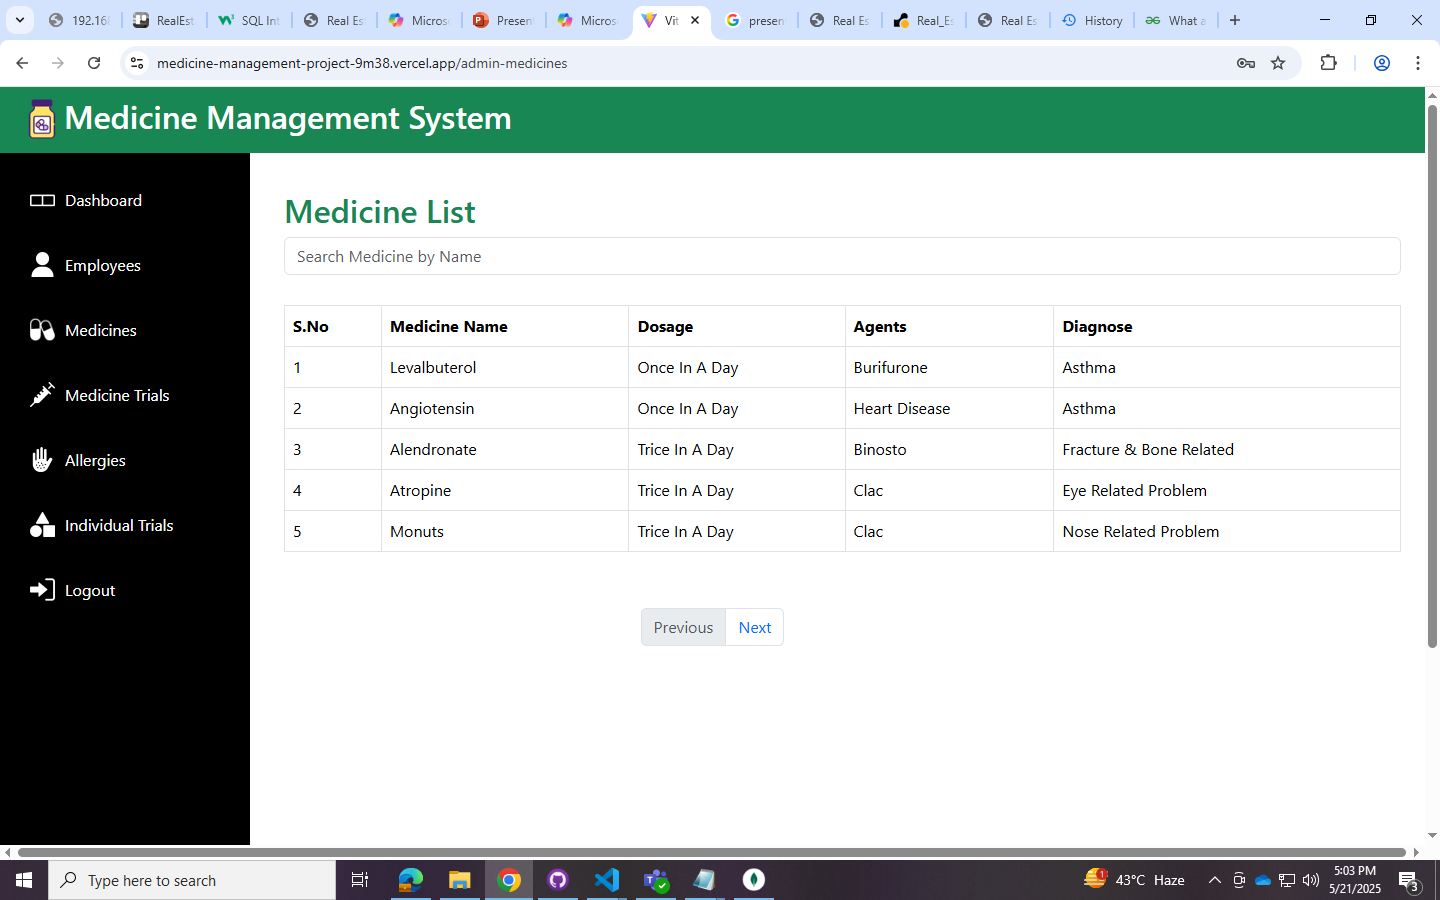 192.168
RealEst
SQL Int
Real Es
Micros
Present
Micros
Vit
presen
Real Es
Real_Es
Real Es
History
What a
medicine-management-project-9m38.vercel.app/admin-medicines
Medicine Management System
Dashboard
Employees
Medicines
Medicine Trials
Allergies
Individual Trials
Logout
Medicine List
Search Medicine by Name
S.No Medicine Name Dosage Agents Diagnose
1 Levalbuterol Once In A Day Burifurone Asthma
2 Angiotensin Once In A Day Heart Disease Asthma
3 Alendronate Trice In A Day Binosto Fracture & Bone Related
4 Atropine Trice In A Day Clac Eye Related Problem
5 Monuts Trice In A Day Clac Nose Related Problem
Previous Next
Type here to search
1
43°C Haze
5:03 PM
5/21/2025
3